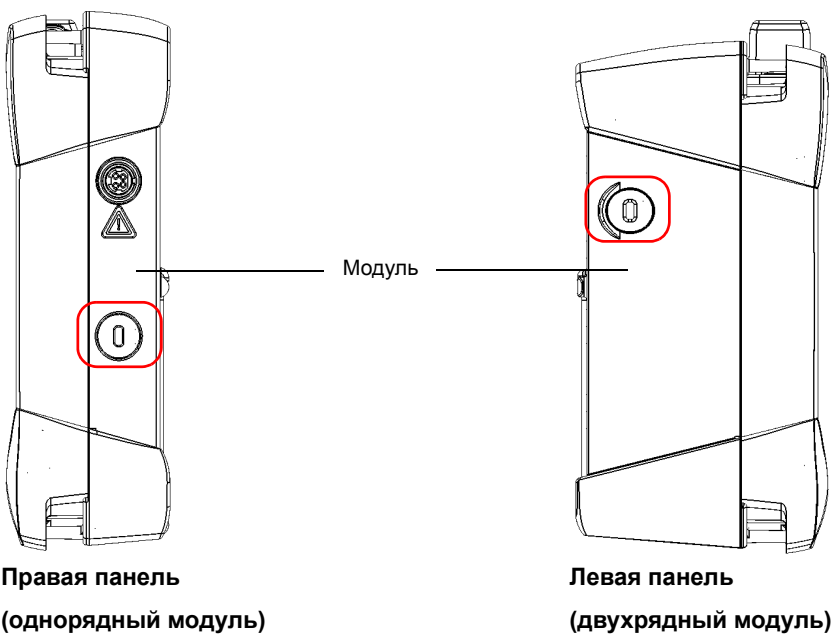 Модуль
Правая панель
(однорядный модуль)
Левая панель
(двухрядный модуль)